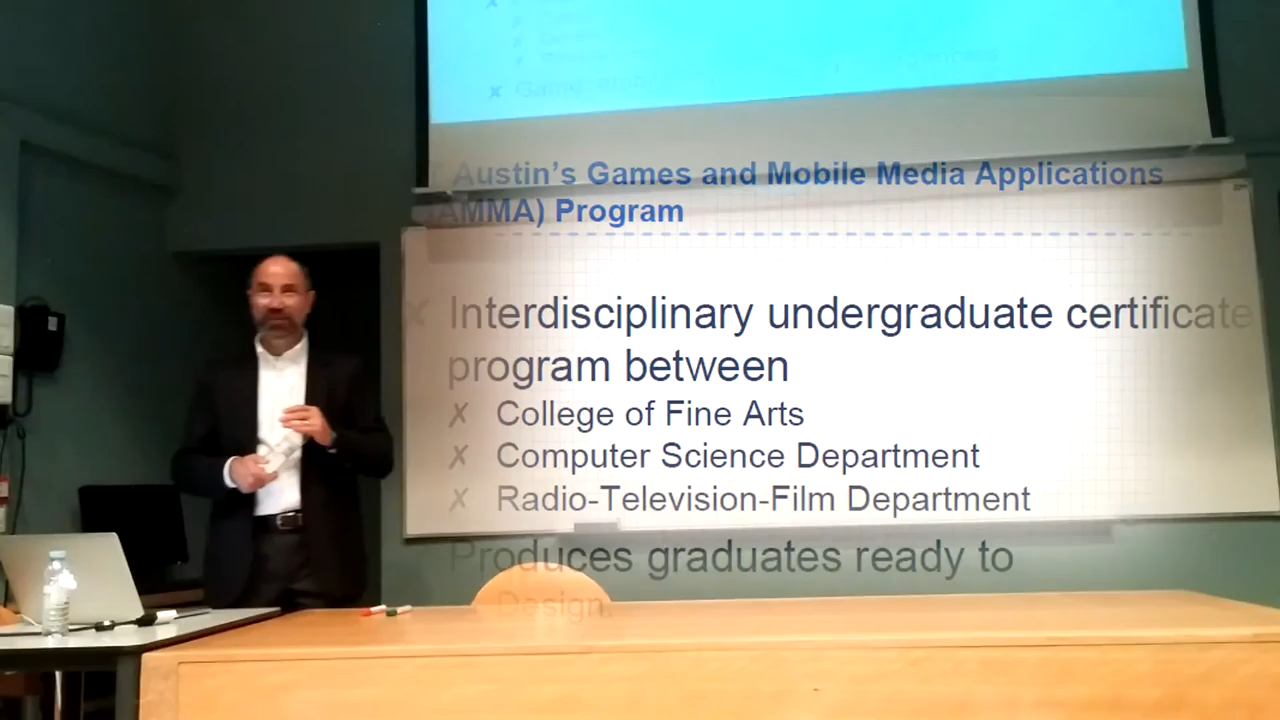 Austin's Games and Mobile Media Applications
(AMMA) Program
Interdisciplinary undergraduate certificate
program between
✗ College of Fine Arts
✗ Computer Science Department
✗ Radio-Television-Film Department
Produces graduates ready to
Design,